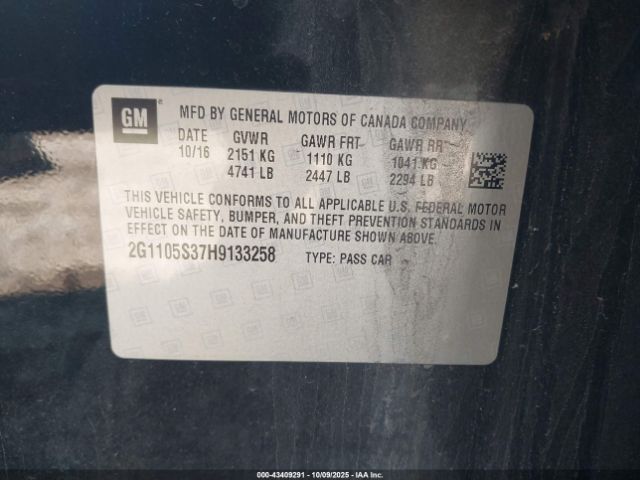 GM
MFD BY GENERAL MOTORS OF CANADA COMPANY
DATE GVWR GAWR FRT GAWR RR
10/16 2151 KG 1110 KG 1041 KG
4741 LB 2447 LB 2294 LB
THIS VEHICLE CONFORMS TO ALL APPLICABLE U.S. FEDERAL MOTOR
VEHICLE SAFETY, BUMPER, AND THEFT PREVENTION STANDARDS IN
EFFECT ON THE DATE OF MANUFACTURE SHOWN ABOVE.
2G1105S37H9133258 TYPE: PASS CAR
000-43409291 - 10/09/2025 - IAA Inc.